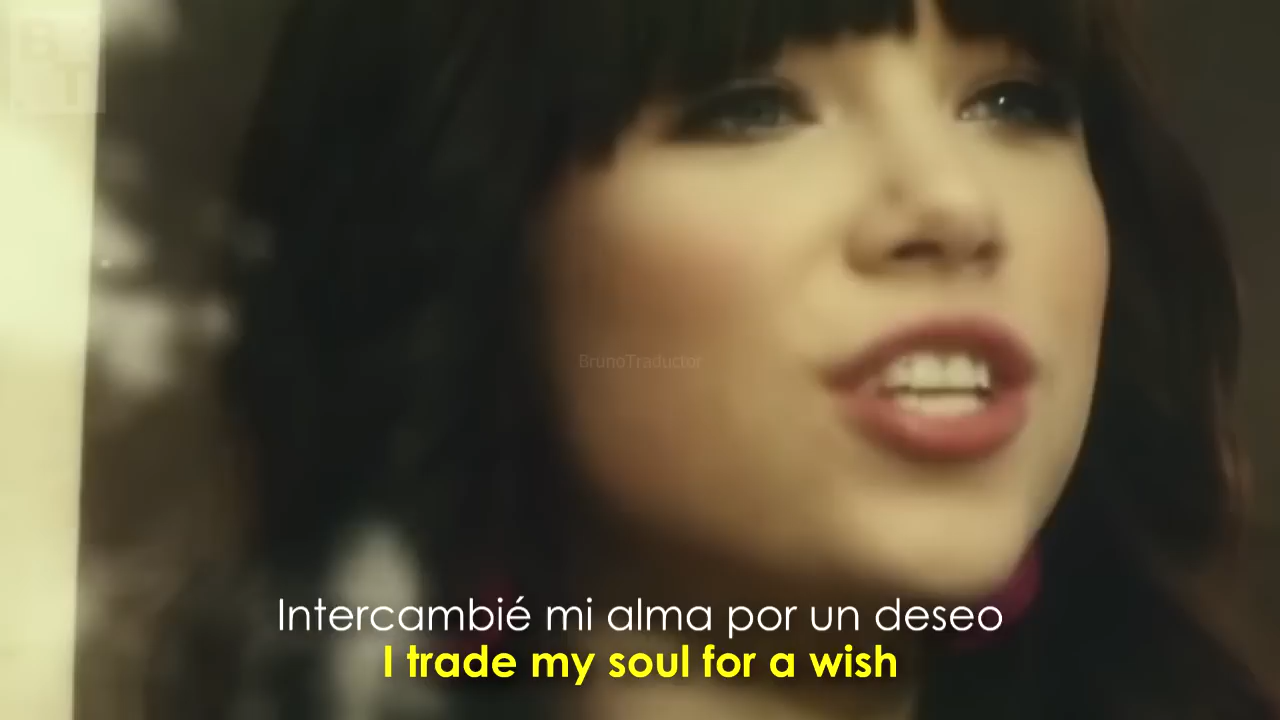 B
T
BrunoTraductor
Intercambié mi alma por un deseo
I trade my soul for a wish